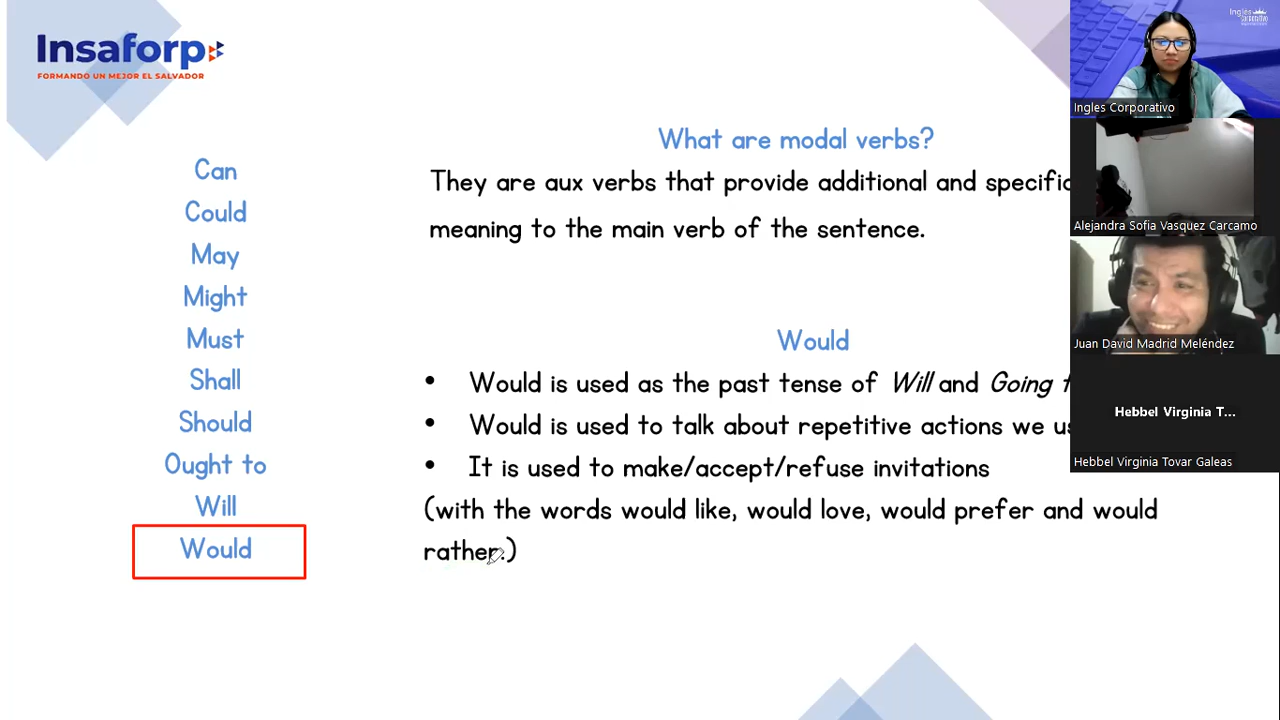 Insaforp
FORMANDO UN MEJOR EL SALVADOR
Can
Could
May
Might
Must
Shall
Should
Ought to
Will
Would
What are modal verbs?
They are aux verbs that provide additional and specific
meaning to the main verb of the sentence.
Would
• Would is used as the past tense of Will and Going
• Would is used to talk about repetitive actions we
• It is used to make/accept/refuse invitations
(with the words would like, would love, would prefer and would
rather.)
Ingles Corporativo
Alejandra Sofia Vasquez Carcamo
Juan David Madrid Meléndez
Hebbel Virginia T...
Hebbel Virginia Tovar Galeas